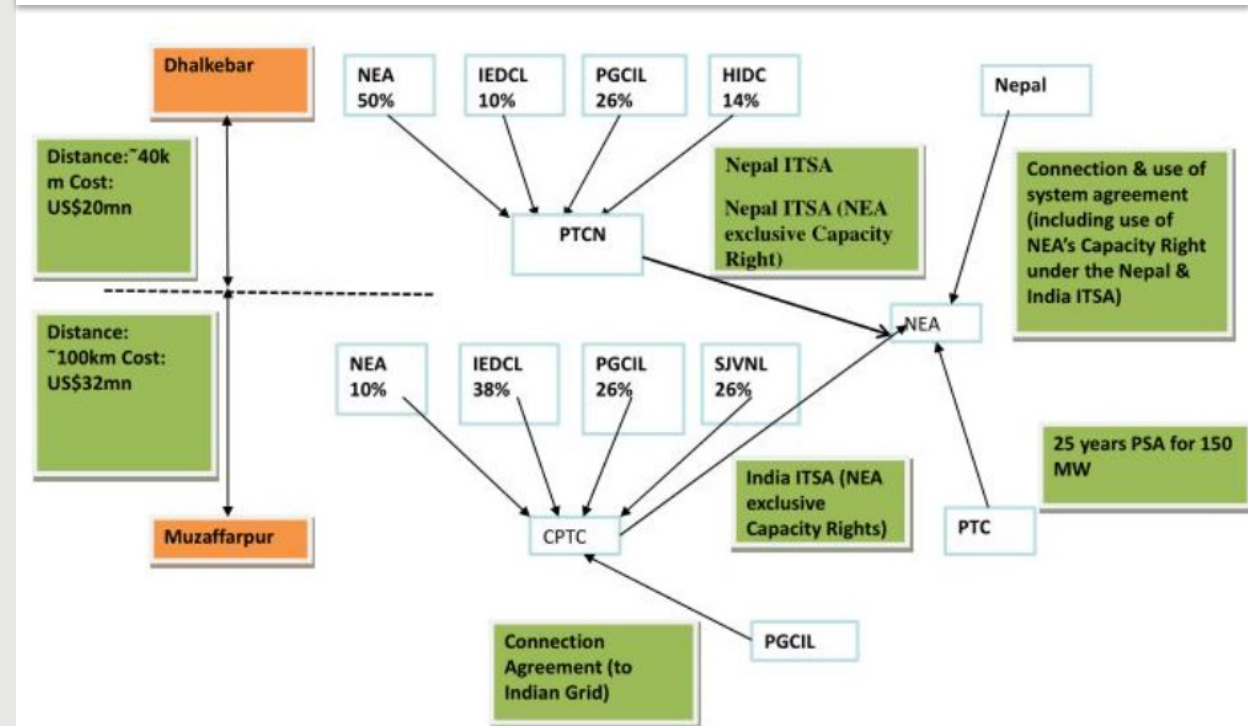 Dhalkebar
NEA
50%
IEDCL
10%
PGCIL
26%
HIDC
14%
Nepal
Distance:~40k
m Cost:
US$20mn
Nepal ITSA
Nepal ITSA (NEA
exclusive Capacity
Right)
Connection & use of
system agreement
(including use of
NEA's Capacity Right
under the Nepal &
India ITSA)
PTCN
NEA
Distance:
~100km Cost:
US$32mn
NEA
10%
IEDCL
38%
PGCIL
26%
SJVNL
26%
25 years PSA for 150
MW
India ITSA (NEA
exclusive
Capacity Rights)
Muzaffarpur
CPTC
PTC
Connection
Agreement (to
Indian Grid)
PGCIL